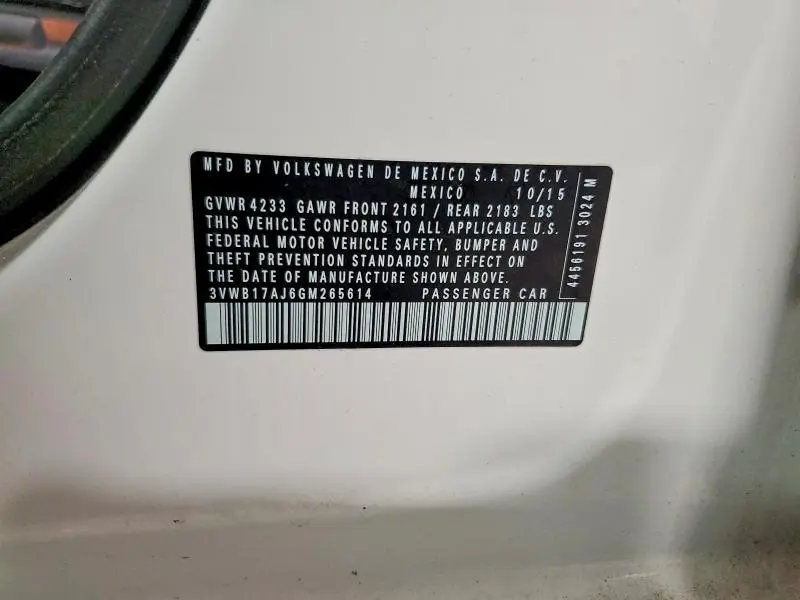 MFD BY VOLKSWAGEN DE MEXICO S.A. DE C.V.
MEXICO 10/15
GVWR 4233 GAWR FRONT 2161 / REAR 2183 LBS
THIS VEHICLE CONFORMS TO ALL APPLICABLE U.S.
FEDERAL MOTOR VEHICLE SAFETY, BUMPER AND
THEFT PREVENTION STANDARDS IN EFFECT ON
THE DATE OF MANUFACTURE SHOWN ABOVE.
3VWB17AJ6GM265614 PASSENGER CAR
4456191 3024 M